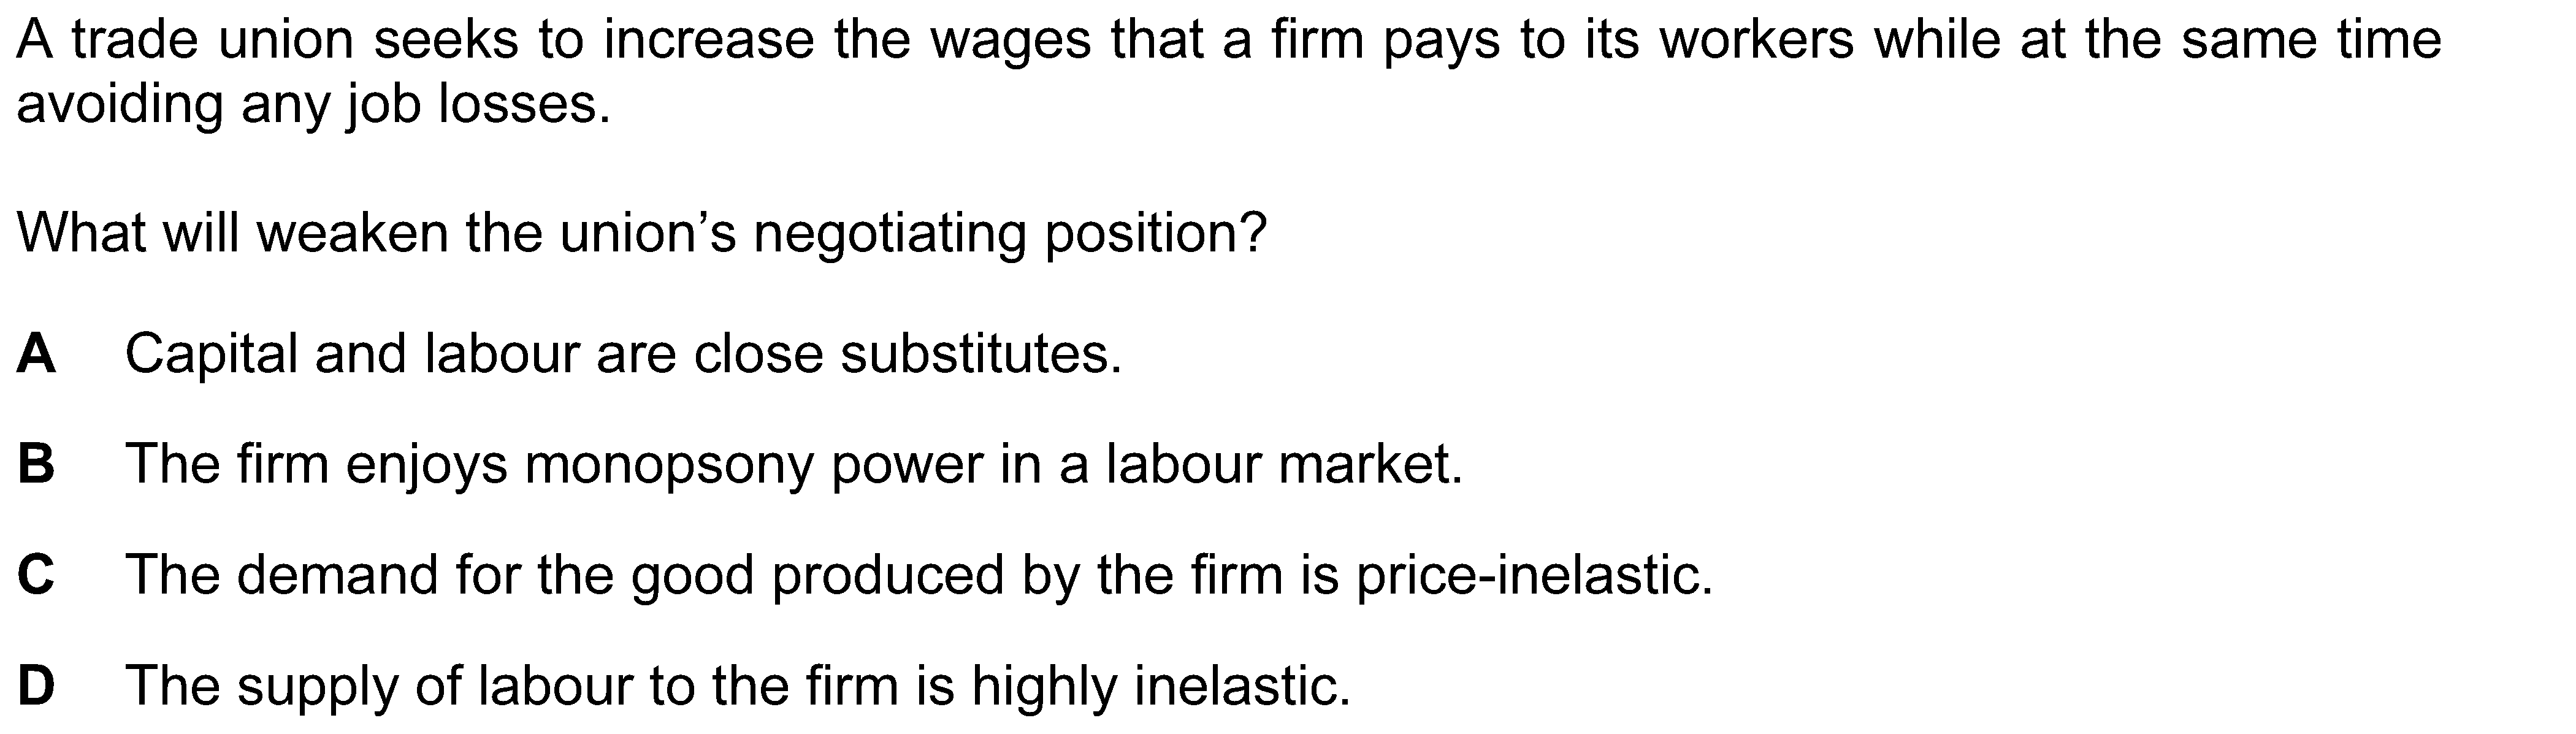 A trade union seeks to increase the wages that a firm pays to its workers while at the same time
avoiding any job losses.
What will weaken the union’s negotiating position?
A Capital and labour are close substitutes.
B The firm enjoys monopsony power in a labour market.
C The demand for the good produced by the firm is price-inelastic.
D The supply of labour to the firm is highly inelastic.